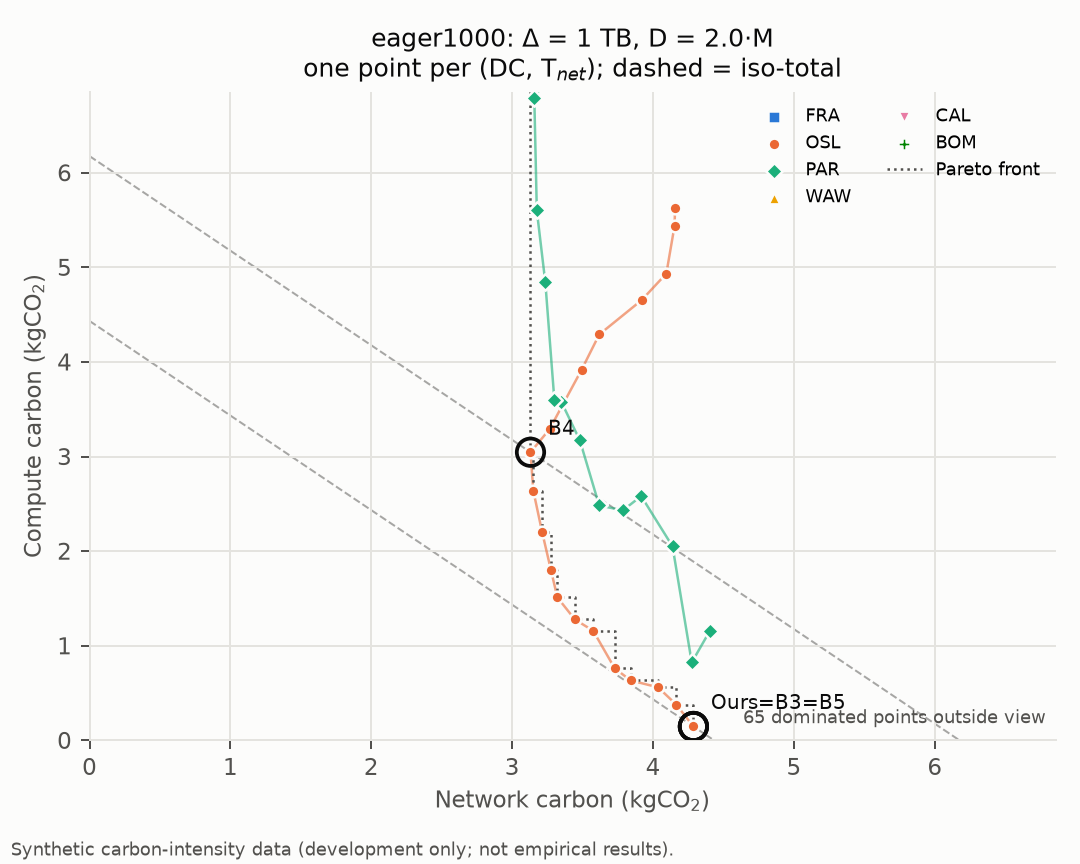 eager1000: Δ = 1 TB, D = 2.0·M
one point per (DC, Tnet); dashed = iso-total
FRA
OSL
PAR
WAW
CAL
BOM
Pareto front
Compute carbon (kgCO₂)
6
5
4
3
2
1
0
B4
Ours=B3=B5
65 dominated points outside view
0 1 2 3 4 5 6
Network carbon (kgCO₂)
Synthetic carbon-intensity data (development only; not empirical results).